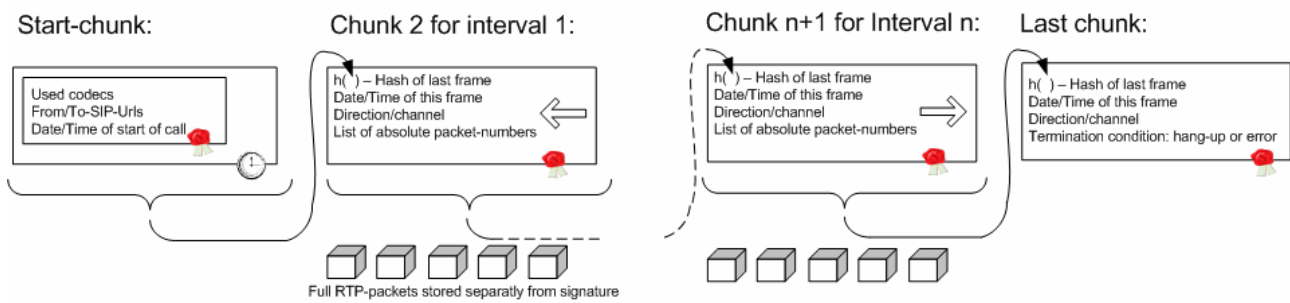 Start-chunk:
Used codecs
From/To-SIP-Urls
Date/Time of start of call
Chunk 2 for interval 1:
h( ) – Hash of last frame
Date/Time of this frame
Direction/channel
List of absolute packet-numbers
Full RTP-packets stored separatly from signature
Chunk n+1 for Interval n:
h( ) – Hash of last frame
Date/Time of this frame
Direction/channel
List of absolute packet-numbers
Last chunk:
h( ) – Hash of last frame
Date/Time of this frame
Direction/channel
Termination condition: hang-up or error